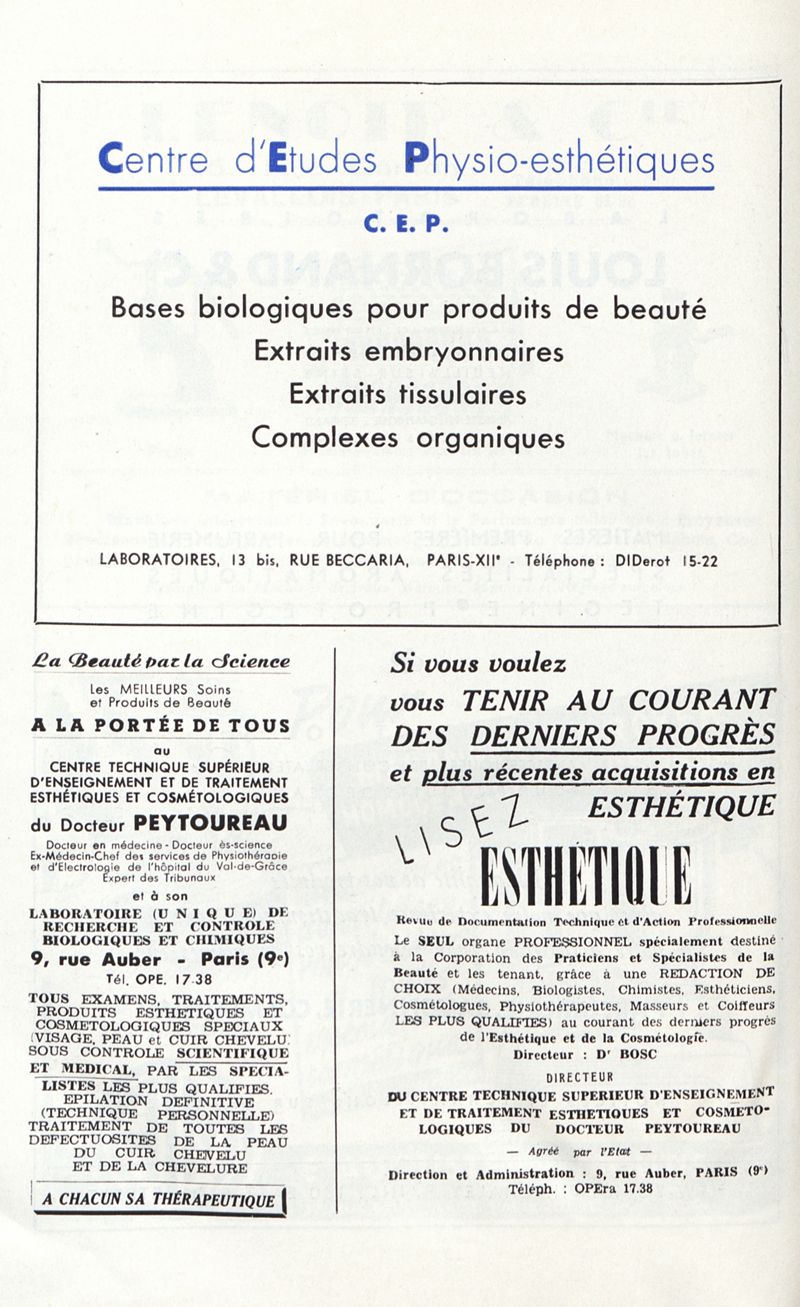 Centre d'Etudes Physio-esthétiques
C. E. P.
Bases biologiques pour produits de beauté
Extraits embryonnaires
Extraits tissulaires
Complexes organiques
LABORATOIRES, 13 bis, RUE BECCARIA, PARIS-XIIe - Téléphone : DIDerot 15-22
La Beauté par la Science
Les MEILLEURS Soins
et Produits de Beauté
A LA PORTÉE DE TOUS
au
CENTRE TECHNIQUE SUPÉRIEUR
D'ENSEIGNEMENT ET DE TRAITEMENT
ESTHÉTIQUES ET COSMÉTOLOGIQUES
du Docteur PEYTOUREAU
Docteur en médecine - Docteur ès-science
Ex-Médecin-Chef des services de Physiothérapie
et d'Electrologie de l'hôpital du Val-de-Grâce
Expert des Tribunaux
et à son
LABORATOIRE (U N I Q U E) DE
RECHERCHE ET CONTROLE
BIOLOGIQUES ET CHIMIQUES
9, rue Auber - Paris (9e)
Tél. OPE. 17-38
TOUS EXAMENS, TRAITEMENTS,
PRODUITS ESTHETIQUES ET
COSMETOLOGIQUES SPECIAUX
(VISAGE, PEAU et CUIR CHEVELU)
SOUS CONTROLE SCIENTIFIQUE
ET MEDICAL, PAR LES SPECIA-
LISTES LES PLUS QUALIFIES.
EPILATION DEFINITIVE
(TECHNIQUE PERSONNELLE)
TRAITEMENT DE TOUTES LES
DEFECTUOSITES DE LA PEAU
DU CUIR CHEVELU
ET DE LA CHEVELURE
A CHACUN SA THÉRAPEUTIQUE
Si vous voulez
vous TENIR AU COURANT
DES DERNIERS PROGRÈS
et plus récentes acquisitions en
ESTHÉTIQUE
LISEZ
ESTHÉTIQUE
Revue de Documentation Technique et d'Action Professionnelle
Le SEUL organe PROFESSIONNEL spécialement destiné
à la Corporation des Praticiens et Spécialistes de la
Beauté et les tenant, grâce à une REDACTION DE
CHOIX (Médecins, Biologistes, Chimistes, Esthéticiens,
Cosmétologues, Physiothérapeutes, Masseurs et Coiffeurs
LES PLUS QUALIFIES) au courant des derniers progrès
de l'Esthétique et de la Cosmétologie.
Directeur : Dr BOSC
DIRECTEUR
DU CENTRE TECHNIQUE SUPERIEUR D'ENSEIGNEMENT
ET DE TRAITEMENT ESTHETIQUES ET COSMETO-
LOGIQUES DU DOCTEUR PEYTOUREAU
— Agréé par l'Etat —
Direction et Administration : 9, rue Auber, PARIS (9e)
Téléph. : OPEra 17.38